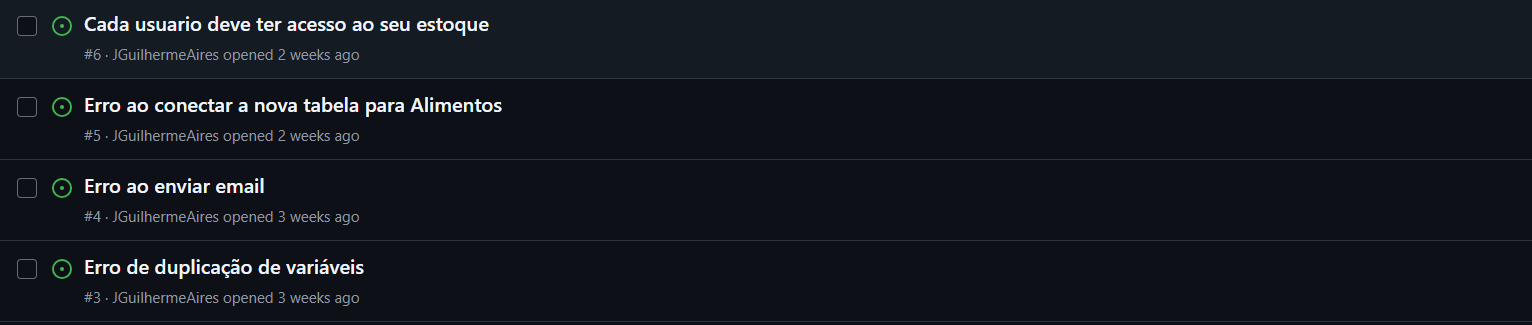 Cada usuario deve ter acesso ao seu estoque
#6 · JGuilhermeAires opened 2 weeks ago
Erro ao conectar a nova tabela para Alimentos
#5 · JGuilhermeAires opened 2 weeks ago
Erro ao enviar email
#4 · JGuilhermeAires opened 3 weeks ago
Erro de duplicação de variáveis
#3 · JGuilhermeAires opened 3 weeks ago